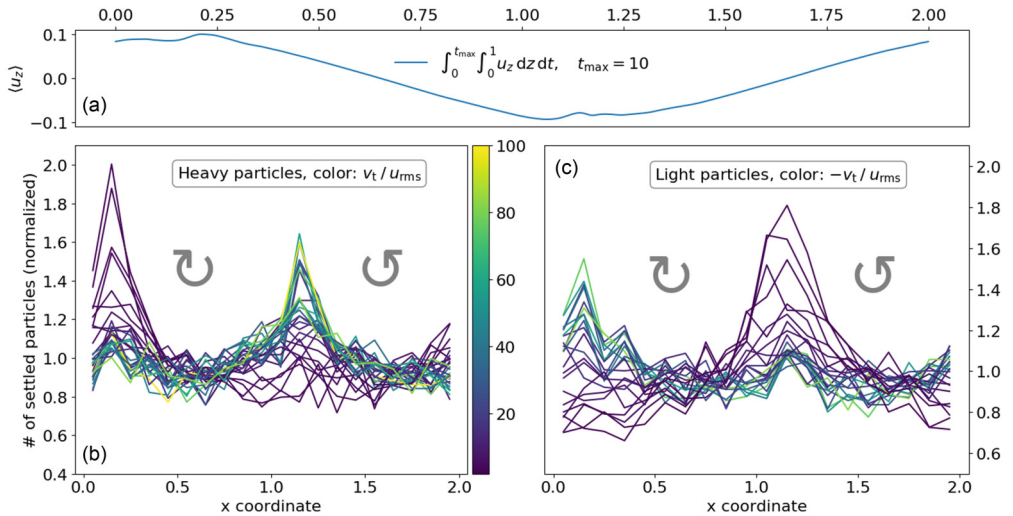 0.00 0.25 0.50 0.75 1.00 1.25 1.50 1.75 2.00
0.1
0.0
−0.1
⟨u_z⟩
∫_0^{t_max} ∫_0^1 u_z dz dt, t_max = 10
(a)
2.0
1.8
1.6
1.4
1.2
1.0
0.8
0.6
0.4
# of settled particles (normalized)
Heavy particles, color: v_t / u_rms
(b)
0.0 0.5 1.0 1.5 2.0
x coordinate
100
80
60
40
20
(c)
Light particles, color: −v_t / u_rms
2.0
1.8
1.6
1.4
1.2
1.0
0.8
0.6
0.0 0.5 1.0 1.5 2.0
x coordinate